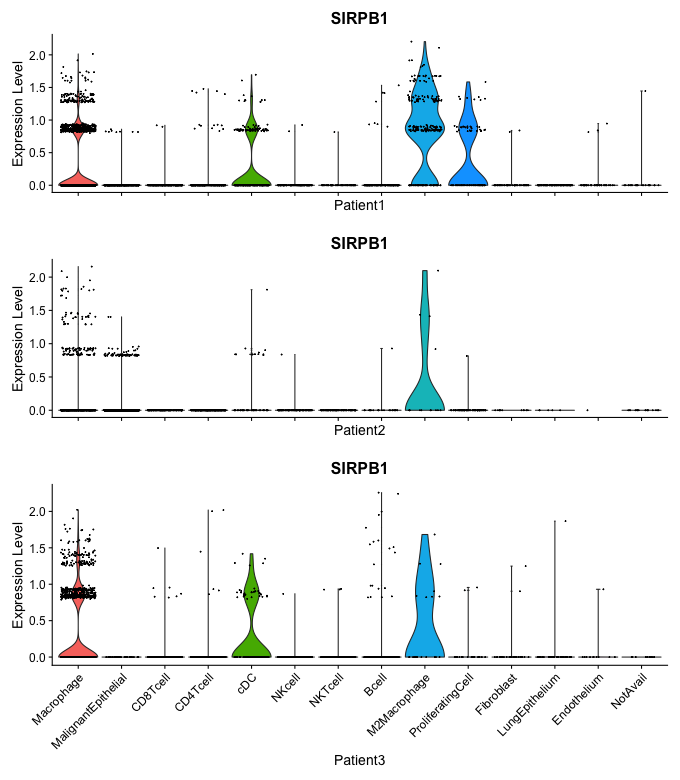 SIRPB1
Expression Level
2.0
1.5
1.0
0.5
0.0
Patient1
SIRPB1
Expression Level
2.0
1.5
1.0
0.5
0.0
Patient2
SIRPB1
Expression Level
2.0
1.5
1.0
0.5
0.0
Macrophage
MalignantEpithelial
CD8Tcell
CD4Tcell
cDC
NKcell
NKTcell
Bcell
M2Macrophage
ProliferatingCell
Fibroblast
LungEpithelium
Endothelium
NotAvail
Patient3